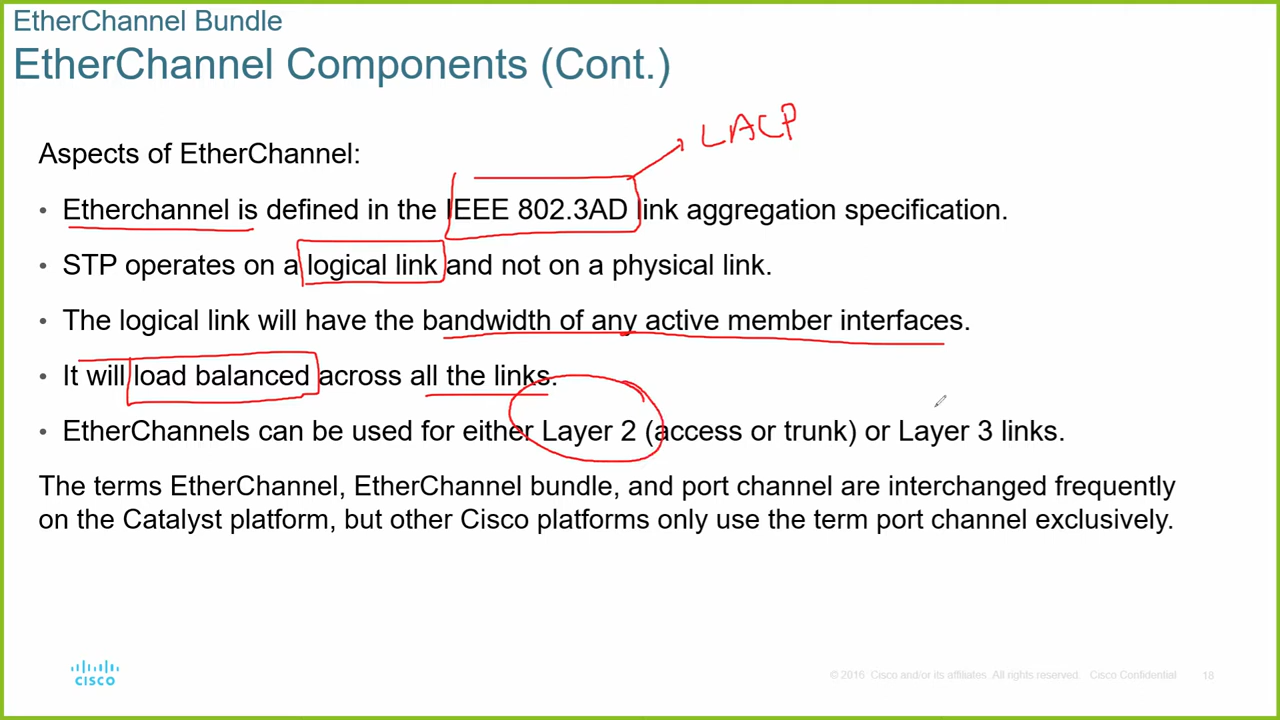 EtherChannel Bundle
EtherChannel Components (Cont.)
LACP
Aspects of EtherChannel:
• Etherchannel is defined in the IEEE 802.3AD link aggregation specification.
• STP operates on a logical link and not on a physical link.
• The logical link will have the bandwidth of any active member interfaces.
• It will load balanced across all the links.
• EtherChannels can be used for either Layer 2 (access or trunk) or Layer 3 links.
The terms EtherChannel, EtherChannel bundle, and port channel are interchanged frequently
on the Catalyst platform, but other Cisco platforms only use the term port channel exclusively.
CISCO
© 2016 Cisco and/or its affiliates. All rights reserved. Cisco Confidential 18